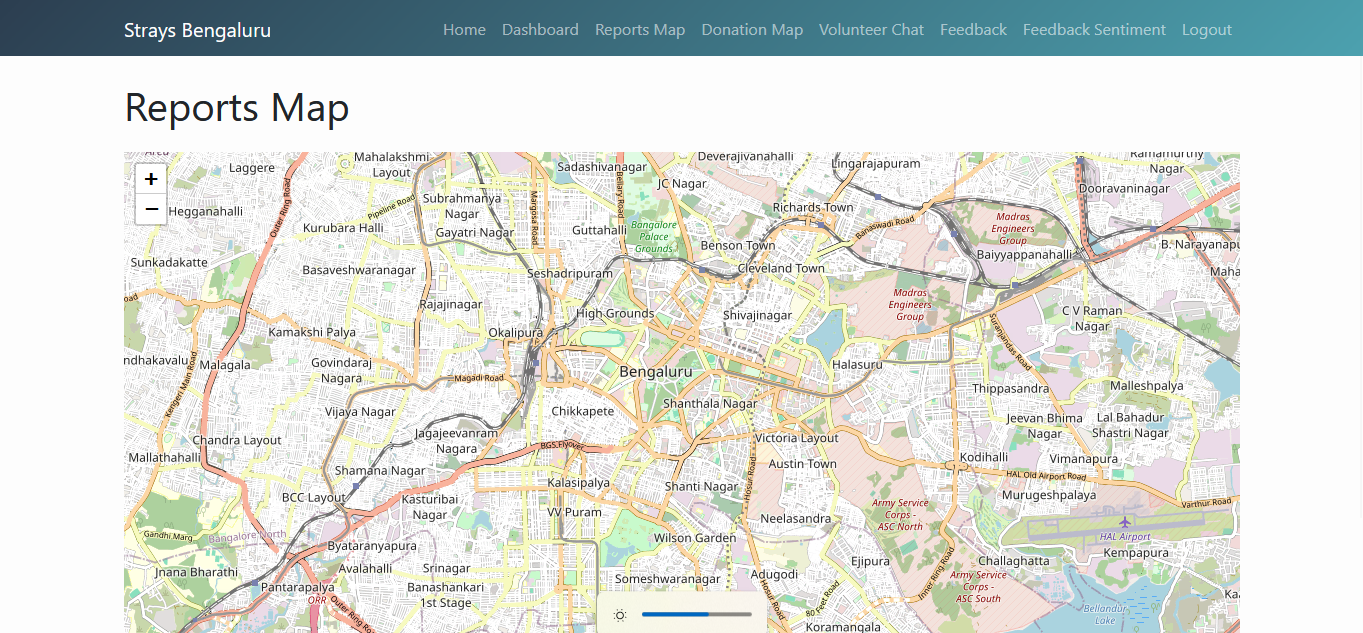 Strays Bengaluru
Home Dashboard Reports Map Donation Map Volunteer Chat Feedback Feedback Sentiment Logout
Reports Map
+
−
Area
Laggere
Mahalakshmi
Layout
Sadashivanagar
Deverajivanahalli
Lingarajapuram
Ramamurthy
Nagar
Dooravaninagar
JC Nagar
Hegganahalli
Outer Ring Road
Pipeline Road
Subrahmanya
Nagar
Margosa Road
Bellary Road
Richards Town
Kurubara Halli
Gayatri Nagar
Guttahalli
Bangalore
Palace
Grounds
Banaswadi Road
Madras
Engineers
Group
Benson Town
B. Narayanapu
Baiyyappanahalli
Sunkadakatte
Basaveshwaranagar
Seshadripuram
Cleveland Town
Maha
oad
Rajajinagar
High Grounds
Shivajinagar
Madras
Engineers
Group
C V Raman
Nagar
Suranjandas Road
Kamakshi Palya
Okalipura
ndhakavalu
Malagala
Govindaraj
Nagara
Magadi Road
Bengaluru
Halasuru
Kengeri Main Road
Thippasandra
Malleshpalya
Vijaya Nagar
Chikkapete
Shanthala Nagar
Jeevan Bhima
Nagar
Lal Bahadur
Shastri Nagar
Chandra Layout
Jagajeevanram
Nagara
BGS Flyover
Victoria Layout
Mallathahalli
Shamana Nagar
Austin Town
Kodihalli
Vimanapura
HAL Old Airport Road
BCC Layout
Kasturibai
Nagar
Kalasipalya
Shanti Nagar
Hosur Road
Murugeshpalaya
Varthur Road
VV Puram
Neelasandra
Army Service
Corps -
ASC North
Gandhi Marg
Bangalore North
Wilson Garden
HAL Airport
Byatarayanapura
Kempapura
Jnana Bharathi
Avalahalli
Srinagar
Someshwaranagar
Adugodi
Ejipura
Challaghatta
Pantarapalya
ORR
Outer Ring Road
Banashankari
1st Stage
Hosur Road
80 Feet Road
Inner Ring Road
Army Service
Corps -
ASC South
Bellandur
Lake
Ka
Koramangala